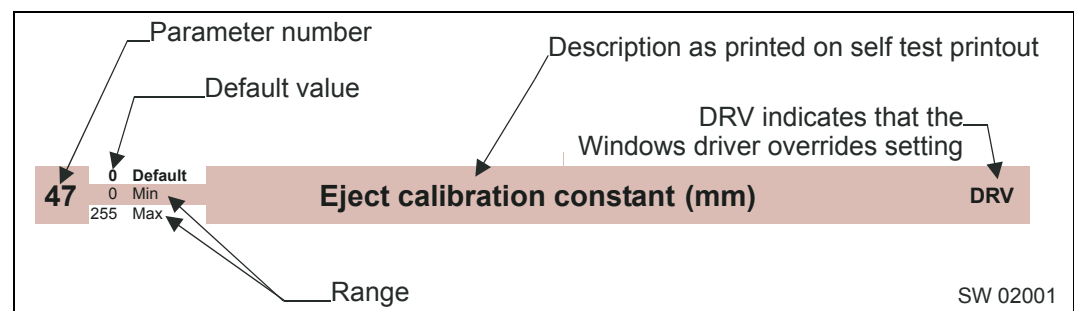 Parameter number
Description as printed on self test printout
Default value
DRV indicates that the
Windows driver overrides setting
47
0 Default
0 Min
255 Max
Eject calibration constant (mm)
DRV
Range
SW 02001